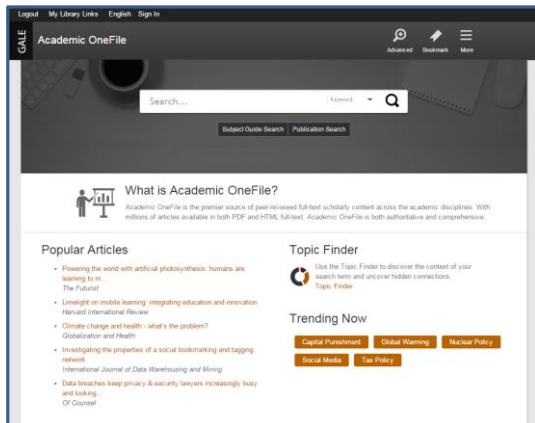 Logout My Library Links English Sign In
GALE
Academic OneFile
Advanced Bookmark More
Search...
Keyword
Subject Guide Search Publication Search
What is Academic OneFile?
Academic OneFile is the premier source of peer-reviewed full-text scholarly content across the academic disciplines. With
millions of articles available in both PDF and HTML full-text, Academic OneFile is both authoritative and comprehensive.
Popular Articles
Powering the world with artificial photosynthesis: humans are
learning to m...
The Futurist
Limelight on mobile learning: integrating education and innovation
Harvard International Review
Climate change and health - what's the problem?
Globalization and Health
Investigating the properties of a social bookmarking and tagging
network
International Journal of Data Warehousing and Mining
Data breaches keep privacy & security lawyers increasingly busy
and looking...
Of Counsel
Topic Finder
Use the Topic Finder to discover the context of your
search term and uncover hidden connections.
Topic Finder
Trending Now
Capital Punishment Global Warming Nuclear Policy
Social Media Tax Policy